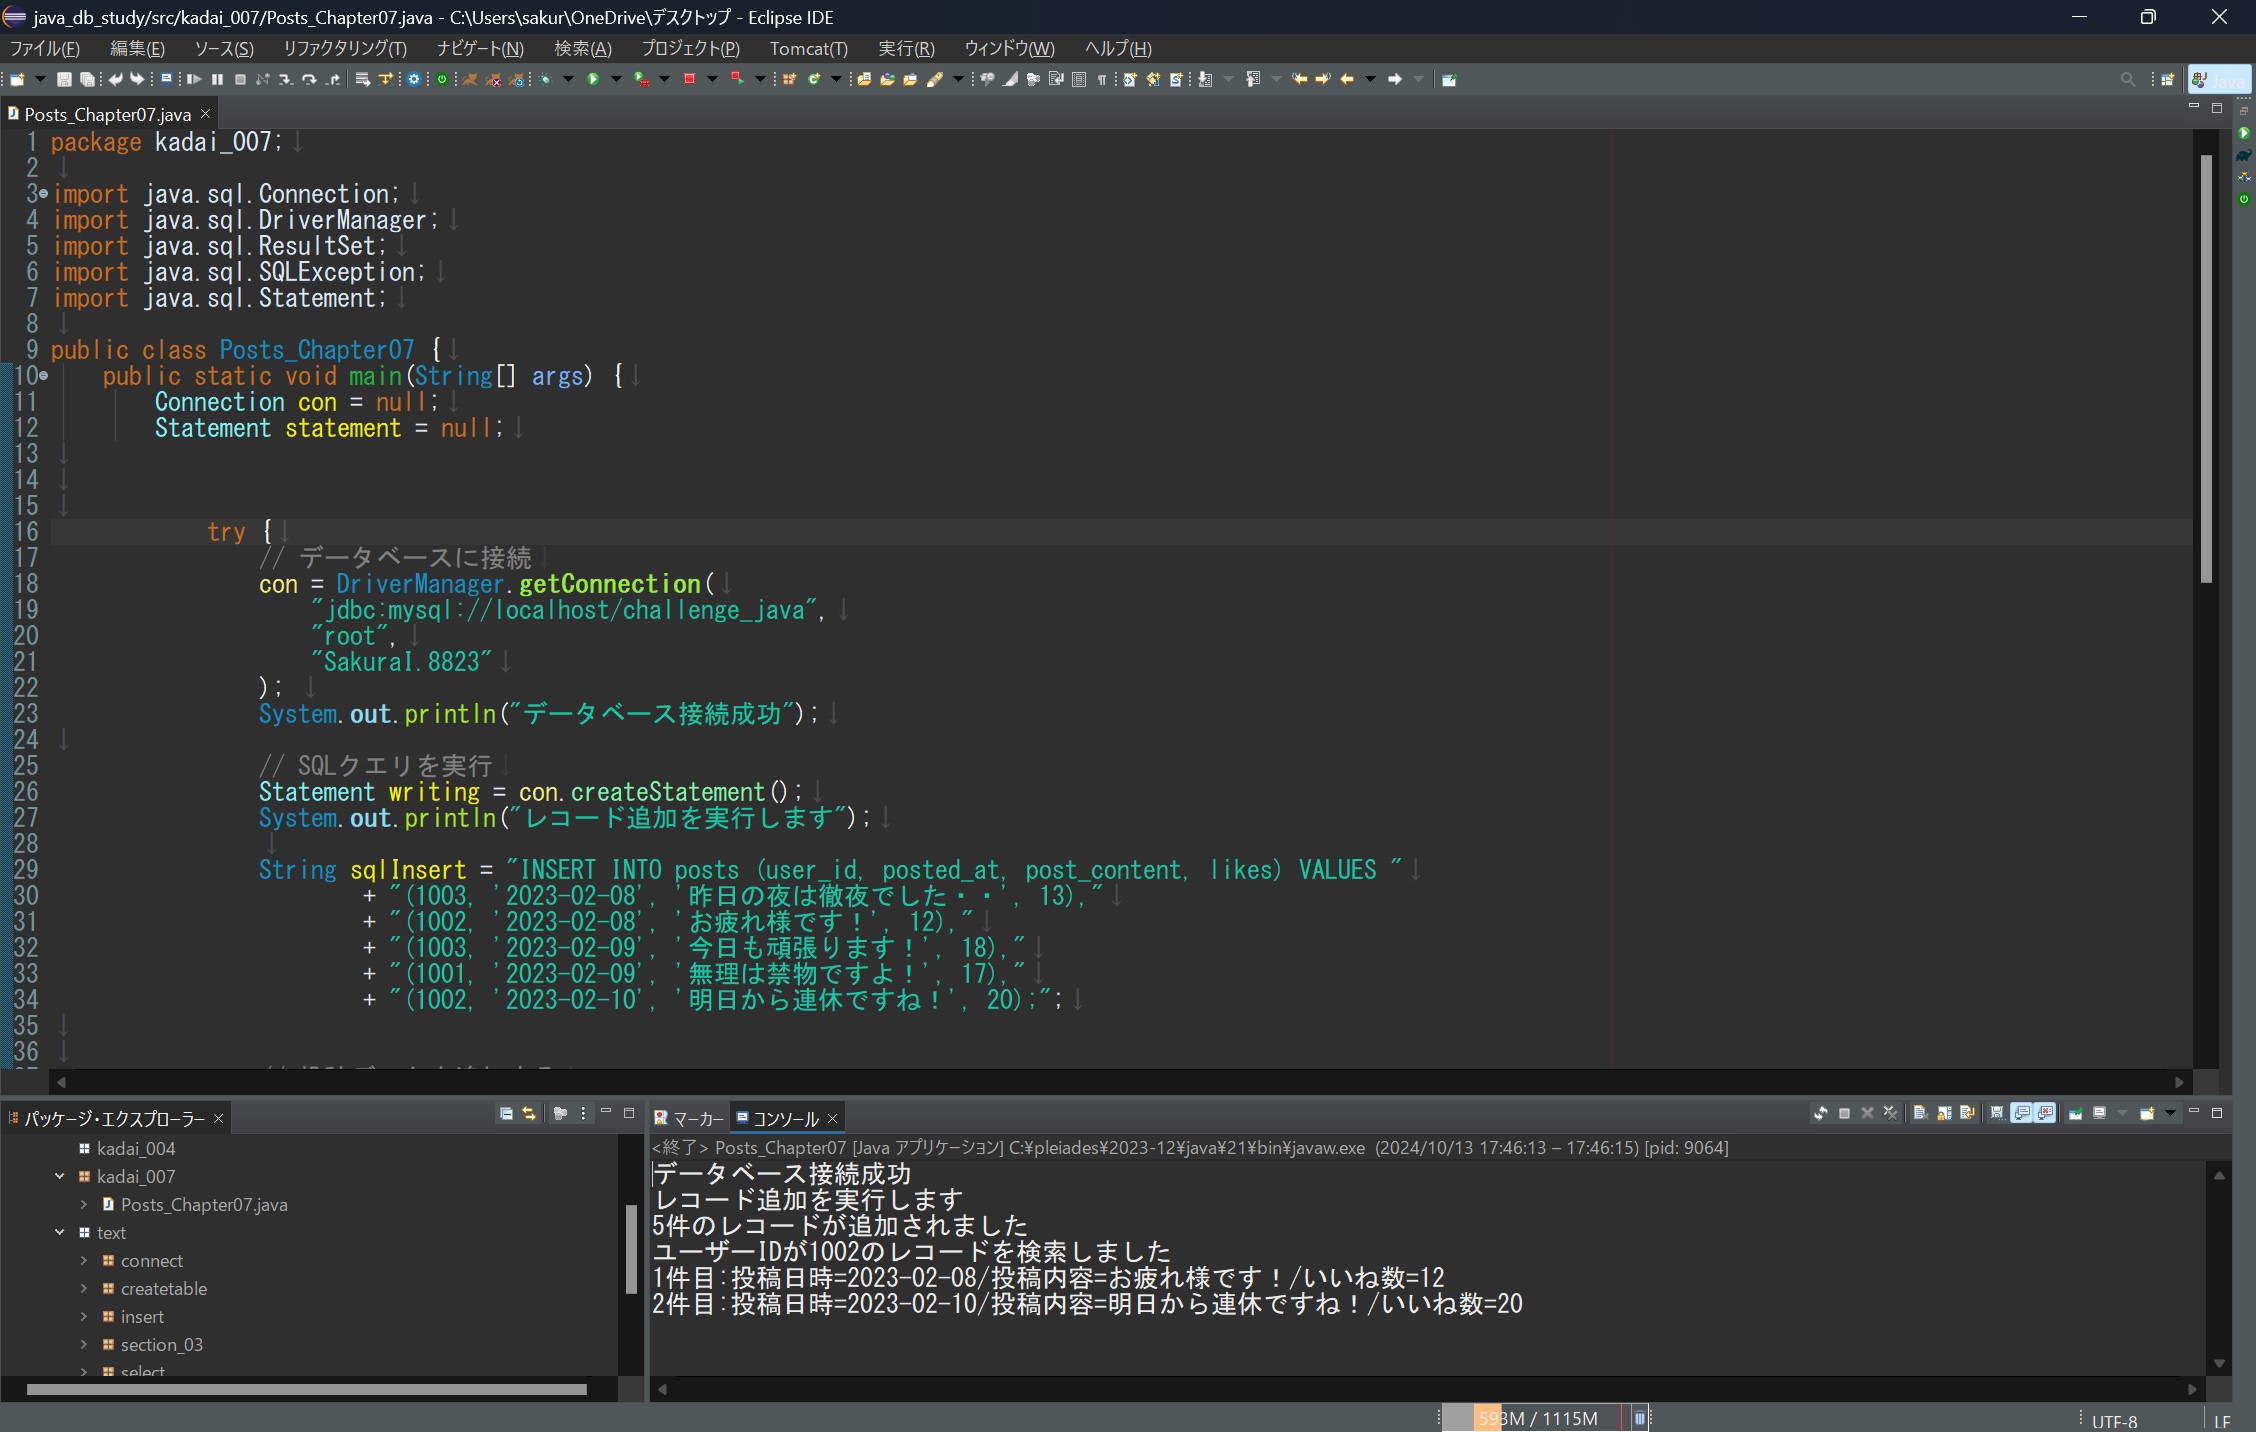 java_db_study/src/kadai_007/Posts_Chapter07.java - C:\Users\sakur\OneDrive\デスクトップ - Eclipse IDE
ファイル(F) 編集(E) ソース(S) リファクタリング(T) ナビゲート(N) 検索(A) プロジェクト(P) Tomcat(T) 実行(R) ウィンドウ(W) ヘルプ(H)
Java
Posts_Chapter07.java
1 package kadai_007;
2
3 import java.sql.Connection;
4 import java.sql.DriverManager;
5 import java.sql.ResultSet;
6 import java.sql.SQLException;
7 import java.sql.Statement;
8
9 public class Posts_Chapter07 {
10 public static void main(String[] args) {
11 Connection con = null;
12 Statement statement = null;
13
14
15
16 try {
17 // データベースに接続
18 con = DriverManager.getConnection(
19 "jdbc:mysql://localhost/challenge_java",
20 "root",
21 "SakuraI.8823"
22 );
23 System.out.println("データベース接続成功");
24
25 // SQLクエリを実行
26 Statement writing = con.createStatement();
27 System.out.println("レコード追加を実行します");
28
29 String sqlInsert = "INSERT INTO posts (user_id, posted_at, post_content, likes) VALUES "
30 + "(1003, '2023-02-08', '昨日の夜は徹夜でした・・', 13),"
31 + "(1002, '2023-02-08', 'お疲れ様です！', 12),"
32 + "(1003, '2023-02-09', '今日も頑張ります！', 18),"
33 + "(1001, '2023-02-09', '無理は禁物ですよ！', 17),"
34 + "(1002, '2023-02-10', '明日から連休ですね！', 20);";
35
36
パッケージ・エクスプローラー
kadai_004
kadai_007
Posts_Chapter07.java
text
connect
createtable
insert
section_03
select
マーカー コンソール
<終了> Posts_Chapter07 [Java アプリケーション] C:¥pleiades¥2023-12¥java¥21¥bin¥javaw.exe (2024/10/13 17:46:13 – 17:46:15) [pid: 9064]
データベース接続成功
レコード追加を実行します
5件のレコードが追加されました
ユーザーIDが1002のレコードを検索しました
1件目:投稿日時=2023-02-08/投稿内容=お疲れ様です！/いいね数=12
2件目:投稿日時=2023-02-10/投稿内容=明日から連休ですね！/いいね数=20
593M / 1115M
UTF-8
LF